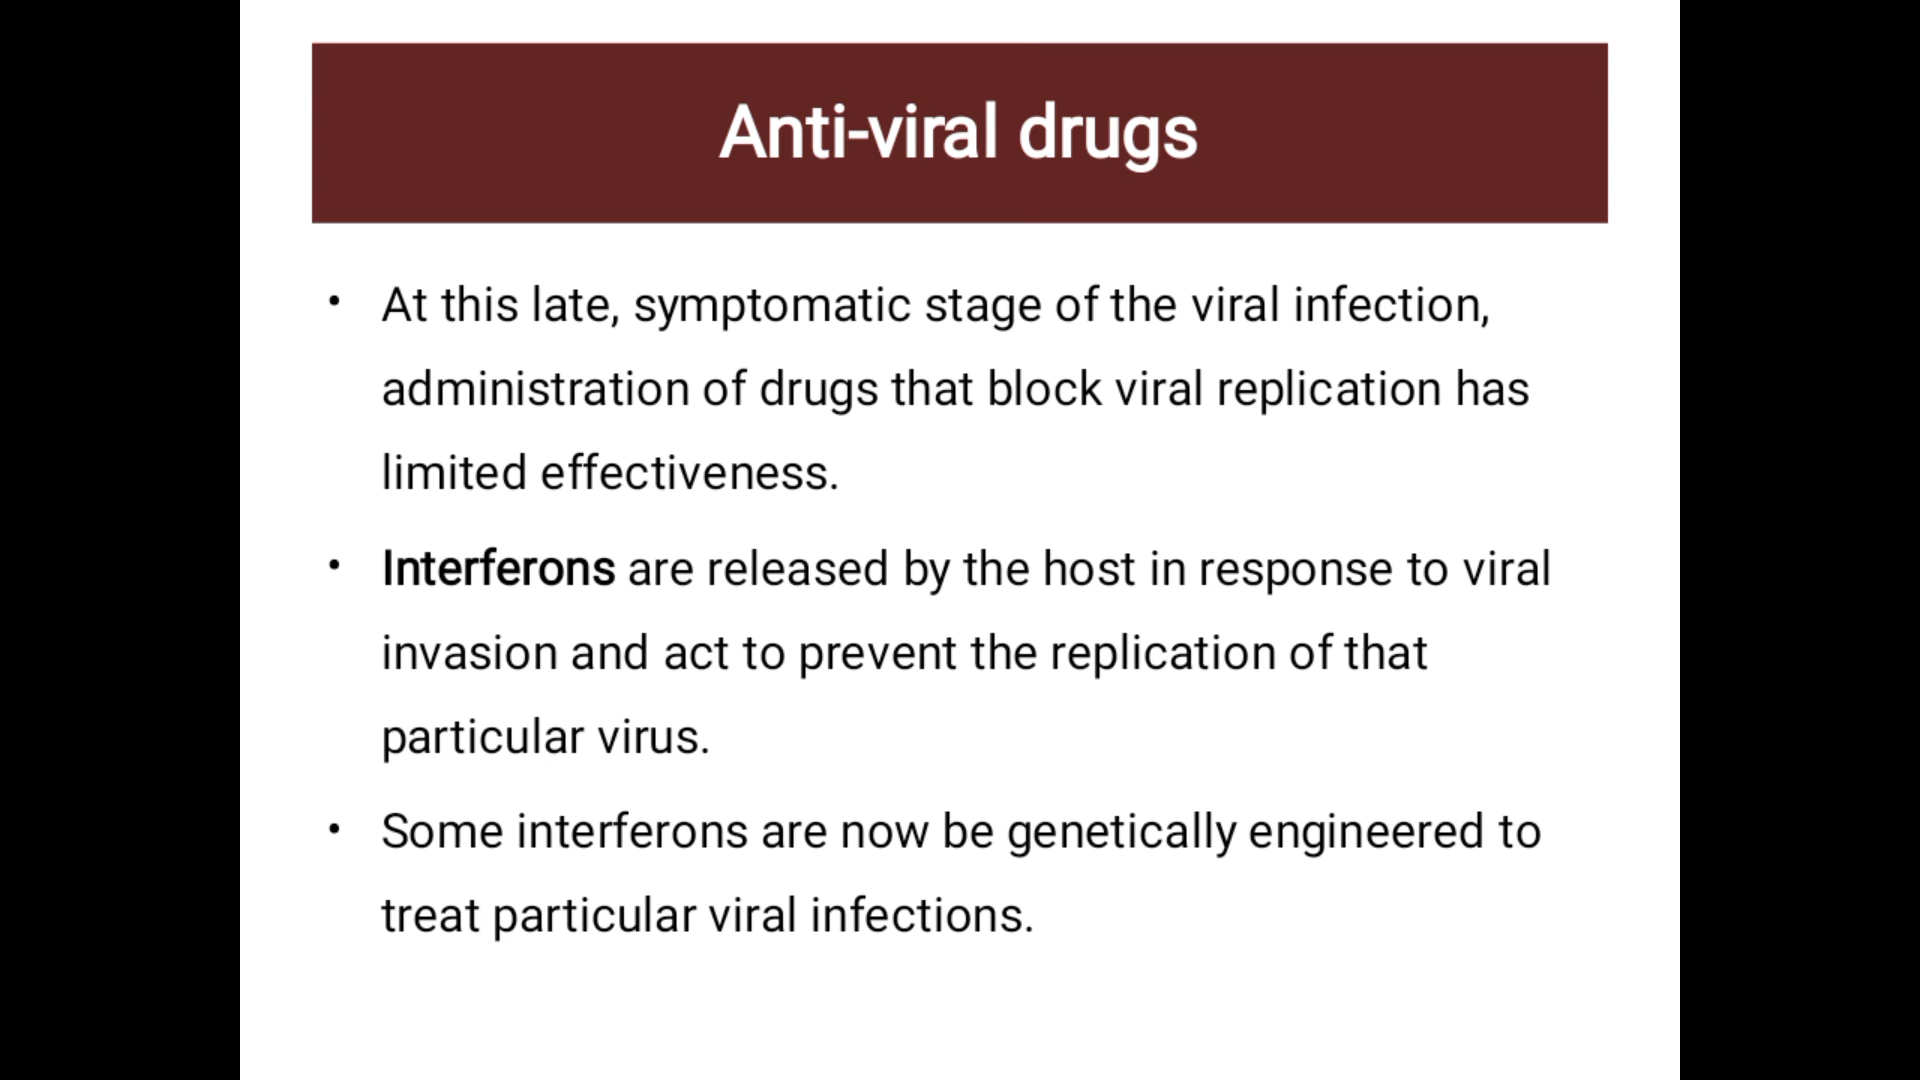 Anti-viral drugs
• At this late, symptomatic stage of the viral infection,
administration of drugs that block viral replication has
limited effectiveness.
• Interferons are released by the host in response to viral
invasion and act to prevent the replication of that
particular virus.
• Some interferons are now be genetically engineered to
treat particular viral infections.